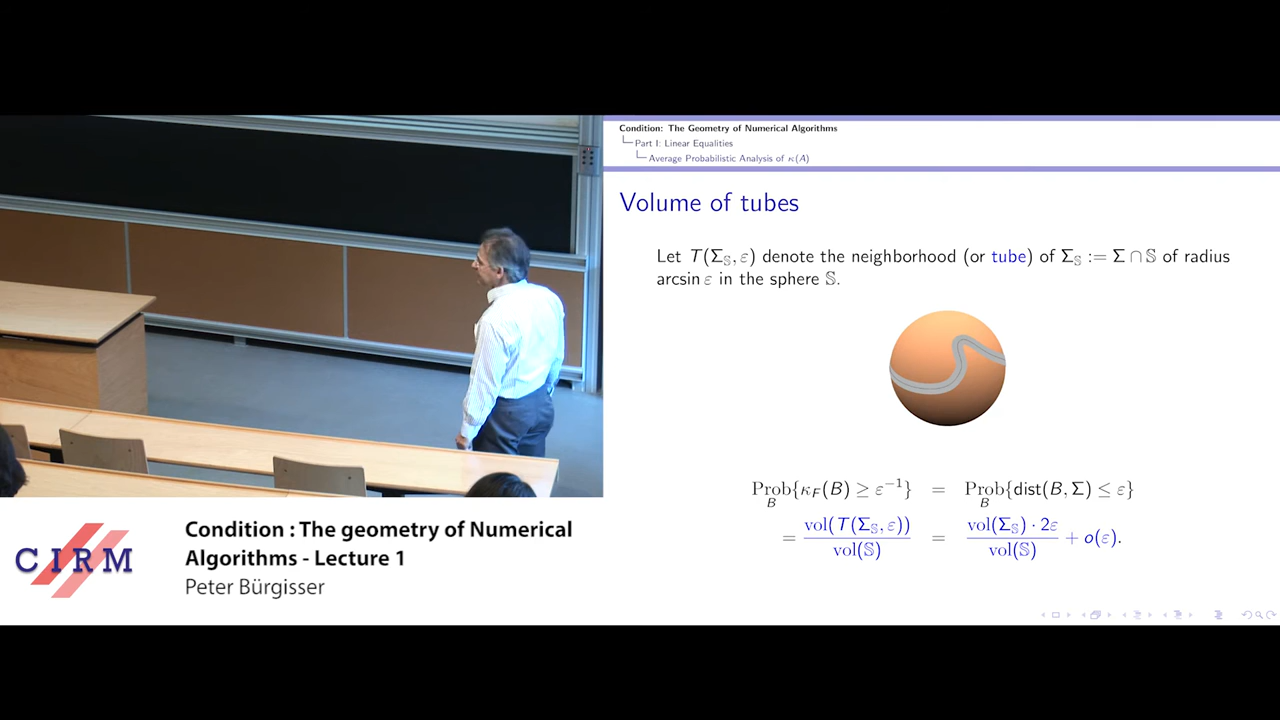 Condition: The Geometry of Numerical Algorithms
Part I: Linear Equalities
Average Probabilistic Analysis of κ(A)
Volume of tubes
Let T(Σ_𝕊, ε) denote the neighborhood (or tube) of Σ_𝕊 := Σ ∩ 𝕊 of radius
arcsin ε in the sphere 𝕊.
Prob_B{κ_F(B) ≥ ε⁻¹} = Prob_B{dist(B, Σ) ≤ ε}
= vol(T(Σ_𝕊, ε)) / vol(𝕊) = vol(Σ_𝕊) · 2ε / vol(𝕊) + o(ε).
CIRM
Condition : The geometry of Numerical
Algorithms - Lecture 1
Peter Bürgisser